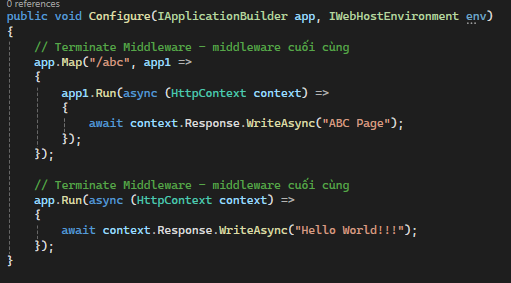 0 references
public void Configure(IApplicationBuilder app, IWebHostEnvironment env)
{
// Terminate Middleware - middleware cuối cùng
app.Map("/abc", app1 =>
{
app1.Run(async (HttpContext context) =>
{
await context.Response.WriteAsync("ABC Page");
});
});
// Terminate Middleware - middleware cuối cùng
app.Run(async (HttpContext context) =>
{
await context.Response.WriteAsync("Hello World!!!");
});
}